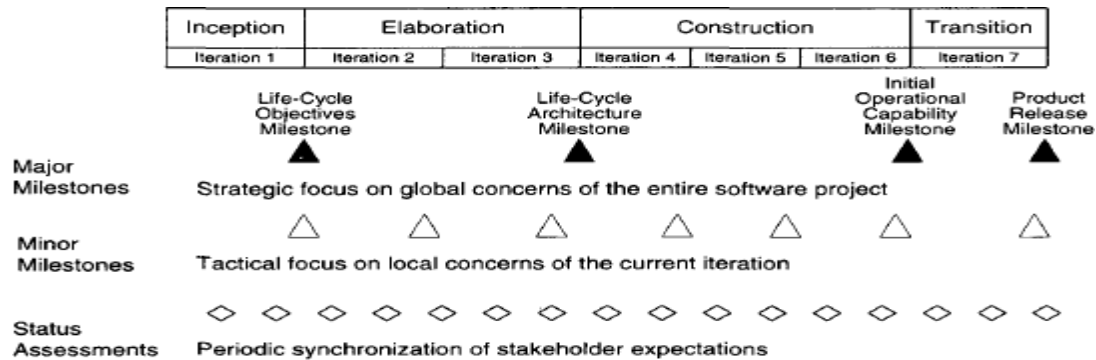 Inception Elaboration Construction Transition
Iteration 1 Iteration 2 Iteration 3 Iteration 4 Iteration 5 Iteration 6 Iteration 7
Life-Cycle
Objectives
Milestone
Life-Cycle
Architecture
Milestone
Initial
Operational
Capability
Milestone
Product
Release
Milestone
Major
Milestones
Strategic focus on global concerns of the entire software project
Minor
Milestones
Tactical focus on local concerns of the current iteration
Status
Assessments
Periodic synchronization of stakeholder expectations